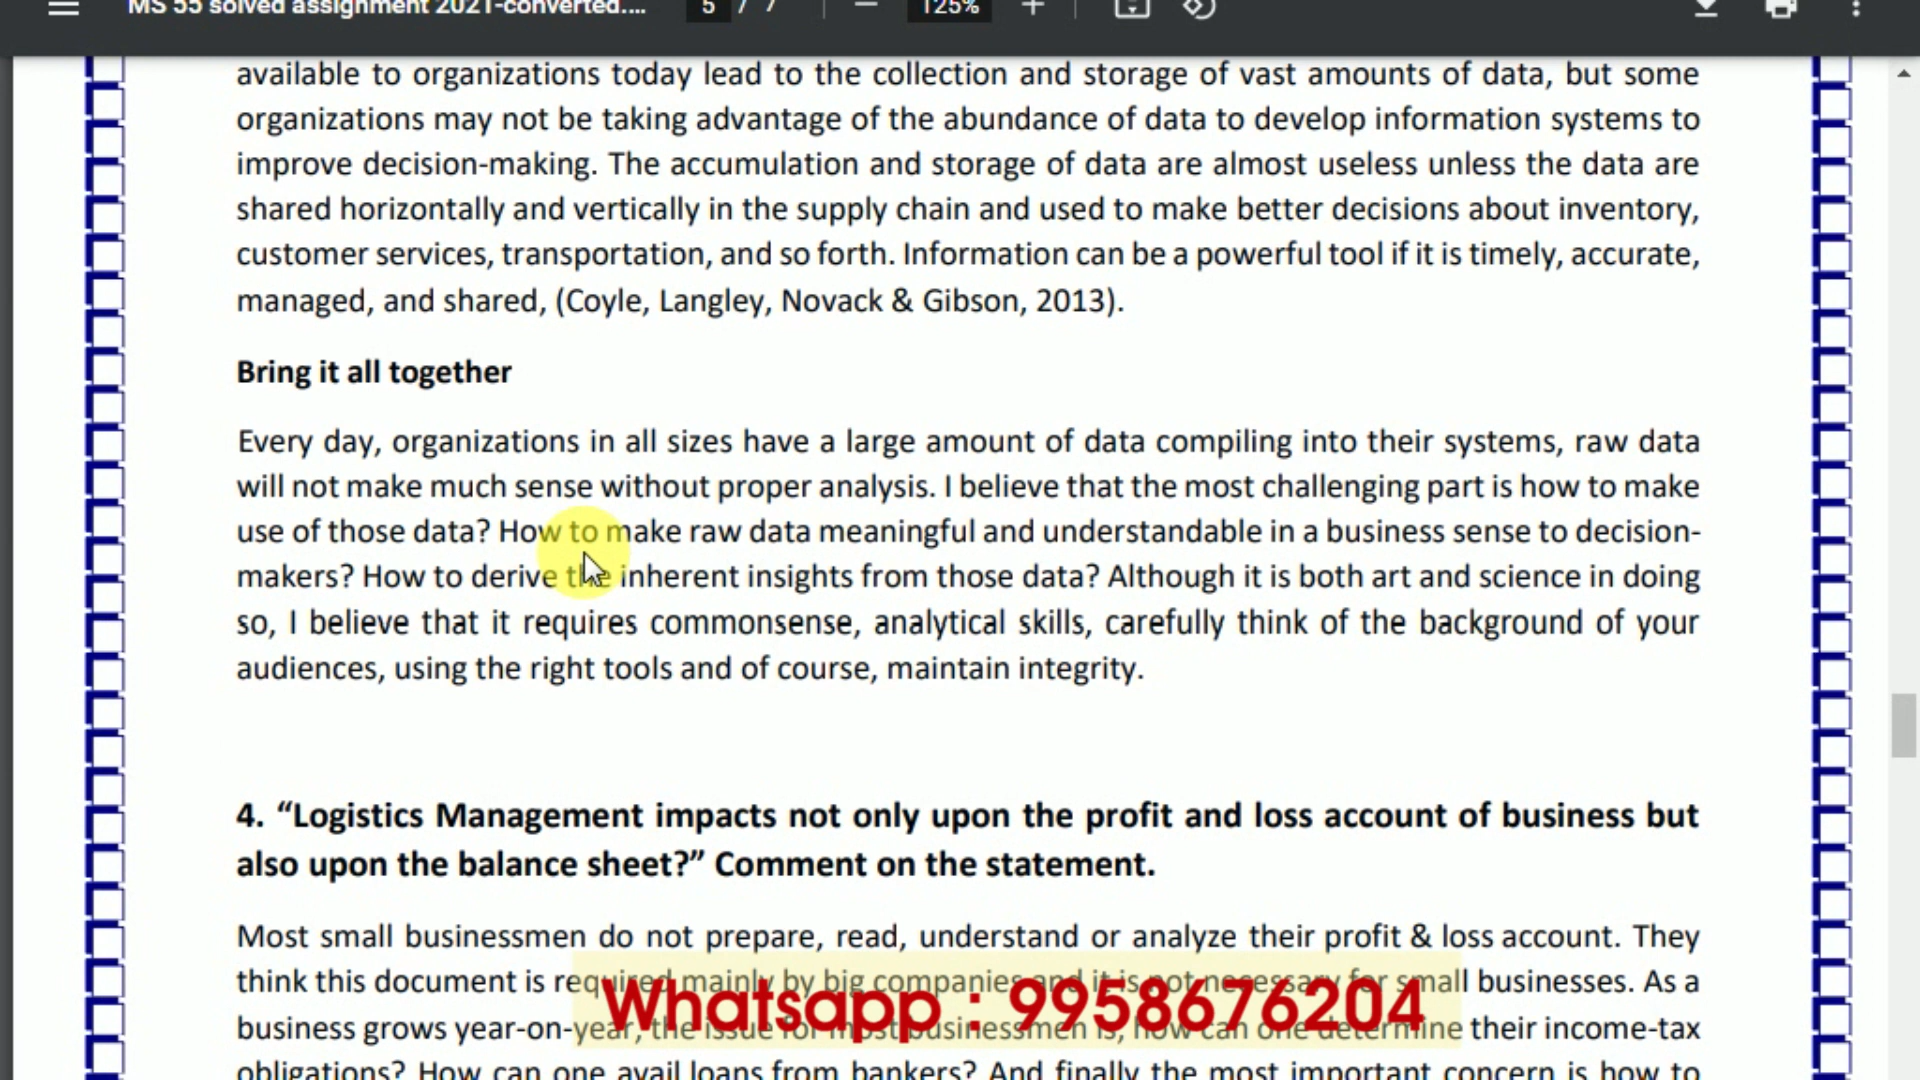 MS 55 solved assignment 2021-converted.... 5 / 7 125%
available to organizations today lead to the collection and storage of vast amounts of data, but some
organizations may not be taking advantage of the abundance of data to develop information systems to
improve decision-making. The accumulation and storage of data are almost useless unless the data are
shared horizontally and vertically in the supply chain and used to make better decisions about inventory,
customer services, transportation, and so forth. Information can be a powerful tool if it is timely, accurate,
managed, and shared, (Coyle, Langley, Novack & Gibson, 2013).
Bring it all together
Every day, organizations in all sizes have a large amount of data compiling into their systems, raw data
will not make much sense without proper analysis. I believe that the most challenging part is how to make
use of those data? How to make raw data meaningful and understandable in a business sense to decision-
makers? How to derive the inherent insights from those data? Although it is both art and science in doing
so, I believe that it requires commonsense, analytical skills, carefully think of the background of your
audiences, using the right tools and of course, maintain integrity.
4. “Logistics Management impacts not only upon the profit and loss account of business but
also upon the balance sheet?” Comment on the statement.
Most small businessmen do not prepare, read, understand or analyze their profit & loss account. They
think this document is required mainly by big companies and it is not necessary for small businesses. As a
Whatsapp : 9958676204
business grows year-on-year, the issue for most businessmen is, how can one determine their income-tax
obligations? How can one avail loans from bankers? And finally the most important concern is how to